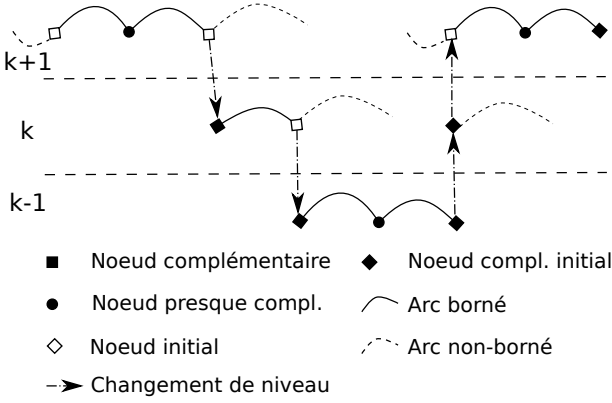 k+1
k
k-1
Noeud complémentaire
Noeud compl. initial
Noeud presque compl.
Arc borné
Noeud initial
Arc non-borné
Changement de niveau